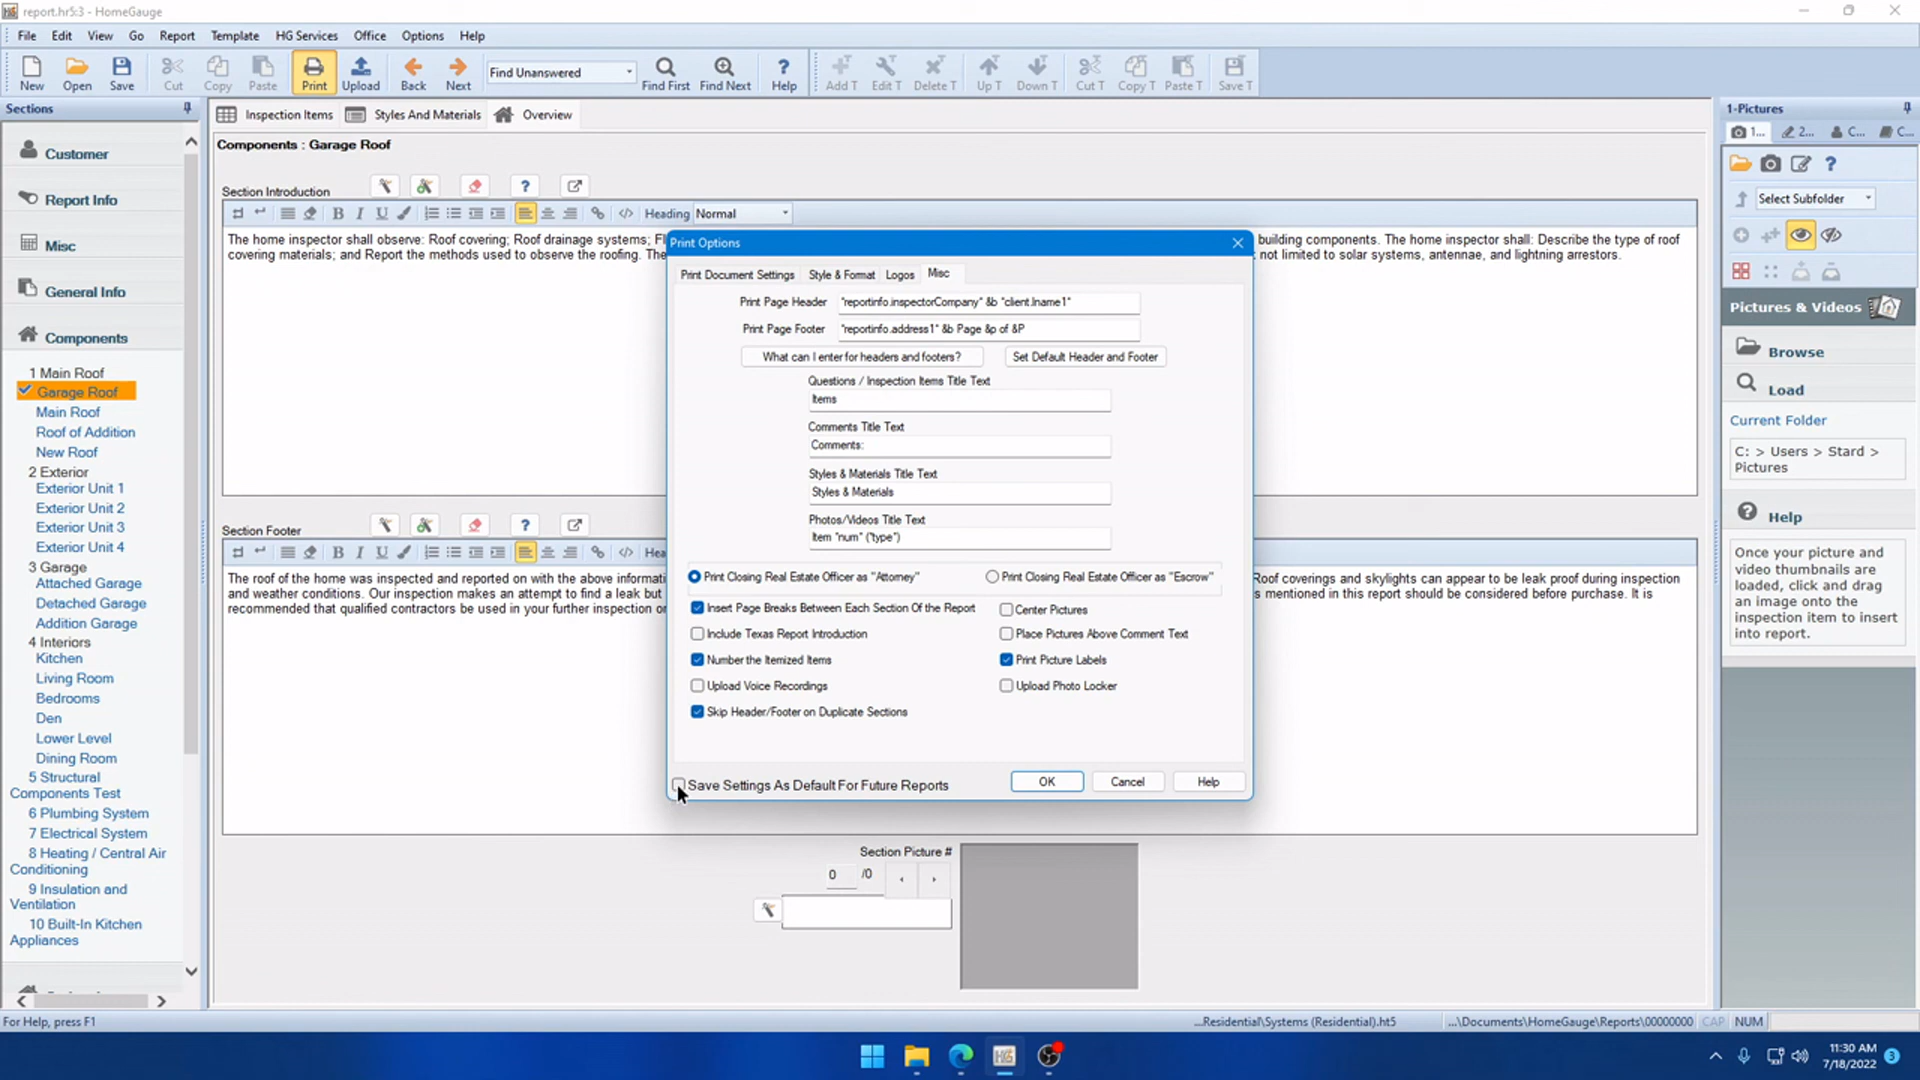 report.hr5:3 - HomeGauge
File Edit View Go Report Template HG Services Office Options Help
New Open Save Cut Copy Paste Print Upload Back Next Find Unanswered Find First Find Next Help Add T Edit T Delete T Up T Down T Cut T Copy T Paste T Save T
Sections
Customer
Report Info
Misc
General Info
Components
1 Main Roof
Garage Roof
Main Roof
Roof of Addition
New Roof
2 Exterior
Exterior Unit 1
Exterior Unit 2
Exterior Unit 3
Exterior Unit 4
3 Garage
Attached Garage
Detached Garage
Addition Garage
4 Interiors
Kitchen
Living Room
Bedrooms
Den
Lower Level
Dining Room
5 Structural
Components Test
6 Plumbing System
7 Electrical System
8 Heating / Central Air
Conditioning
9 Insulation and
Ventilation
10 Built-In Kitchen
Appliances
Inspection Items Styles And Materials Overview
Components : Garage Roof
Section Introduction
Heading Normal
The home inspector shall observe: Roof covering; Roof drainage systems; Fl
building components. The home inspector shall: Describe the type of roof
covering materials; and Report the methods used to observe the roofing. The
not limited to solar systems, antennae, and lightning arrestors.
Section Footer
Hea
The roof of the home was inspected and reported on with the above informati
Roof coverings and skylights can appear to be leak proof during inspection
and weather conditions. Our inspection makes an attempt to find a leak but
s mentioned in this report should be considered before purchase. It is
recommended that qualified contractors be used in your further inspection or
Section Picture #
0 /0
Print Options
Print Document Settings Style & Format Logos Misc
Print Page Header "reportinfo.inspectorCompany" &b "client.lname1"
Print Page Footer "reportinfo.address1" &b Page &p of &P
What can I enter for headers and footers? Set Default Header and Footer
Questions / Inspection Items Title Text
Items
Comments Title Text
Comments:
Styles & Materials Title Text
Styles & Materials
Photos/Videos Title Text
Item "num" ("type")
Print Closing Real Estate Officer as "Attorney" Print Closing Real Estate Officer as "Escrow"
Insert Page Breaks Between Each Section Of the Report Center Pictures
Include Texas Report Introduction Place Pictures Above Comment Text
Number the Itemized Items Print Picture Labels
Upload Voice Recordings Upload Photo Locker
Skip Header/Footer on Duplicate Sections
Save Settings As Default For Future Reports OK Cancel Help
1-Pictures
1... 2... C... C...
Select Subfolder
Pictures & Videos
Browse
Load
Current Folder
C: > Users > Stard >
Pictures
Help
Once your picture and
video thumbnails are
loaded, click and drag
an image onto the
inspection item to insert
into report.
For Help, press F1
...Residential\Systems (Residential).ht5 ...\Documents\HomeGauge\Reports\00000000 CAP NUM
11:30 AM
7/18/2022
3